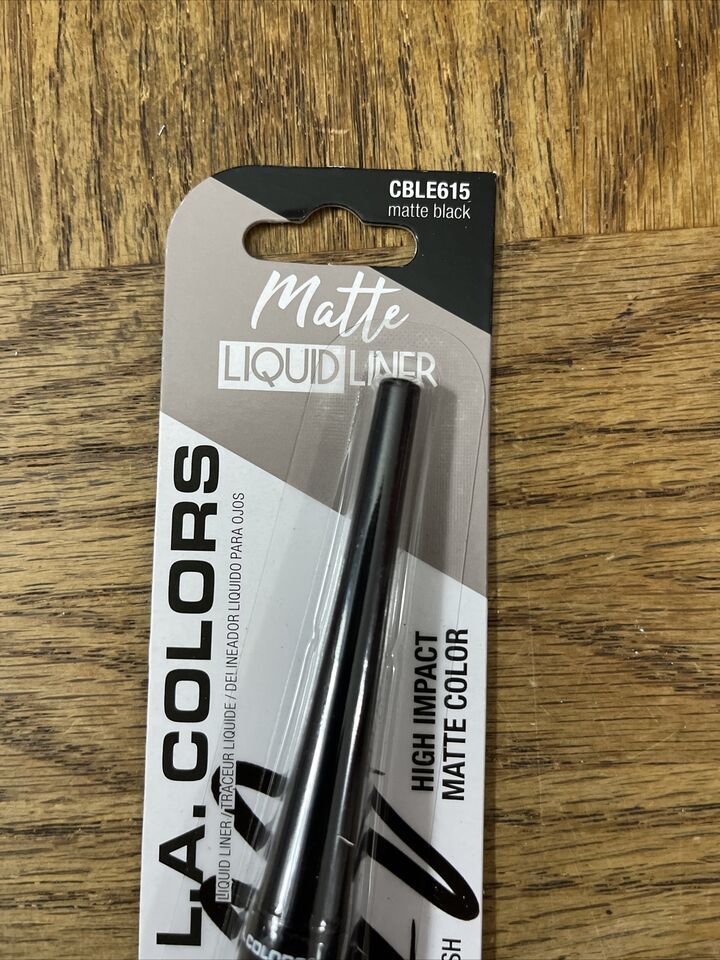 CBLE615
matte black
Matte
LIQUID LINER
L.A. COLORS
LIQUID LINER / TRACEUR LIQUIDE / DELINEADOR LIQUIDO PARA OJOS
HIGH IMPACT
MATTE COLOR